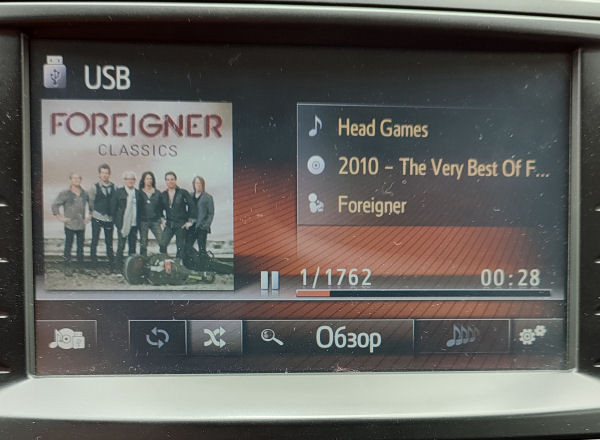 USB
FOREIGNER
CLASSICS
Head Games
2010 - The Very Best Of F...
Foreigner
1/1762
00:28
Обзор